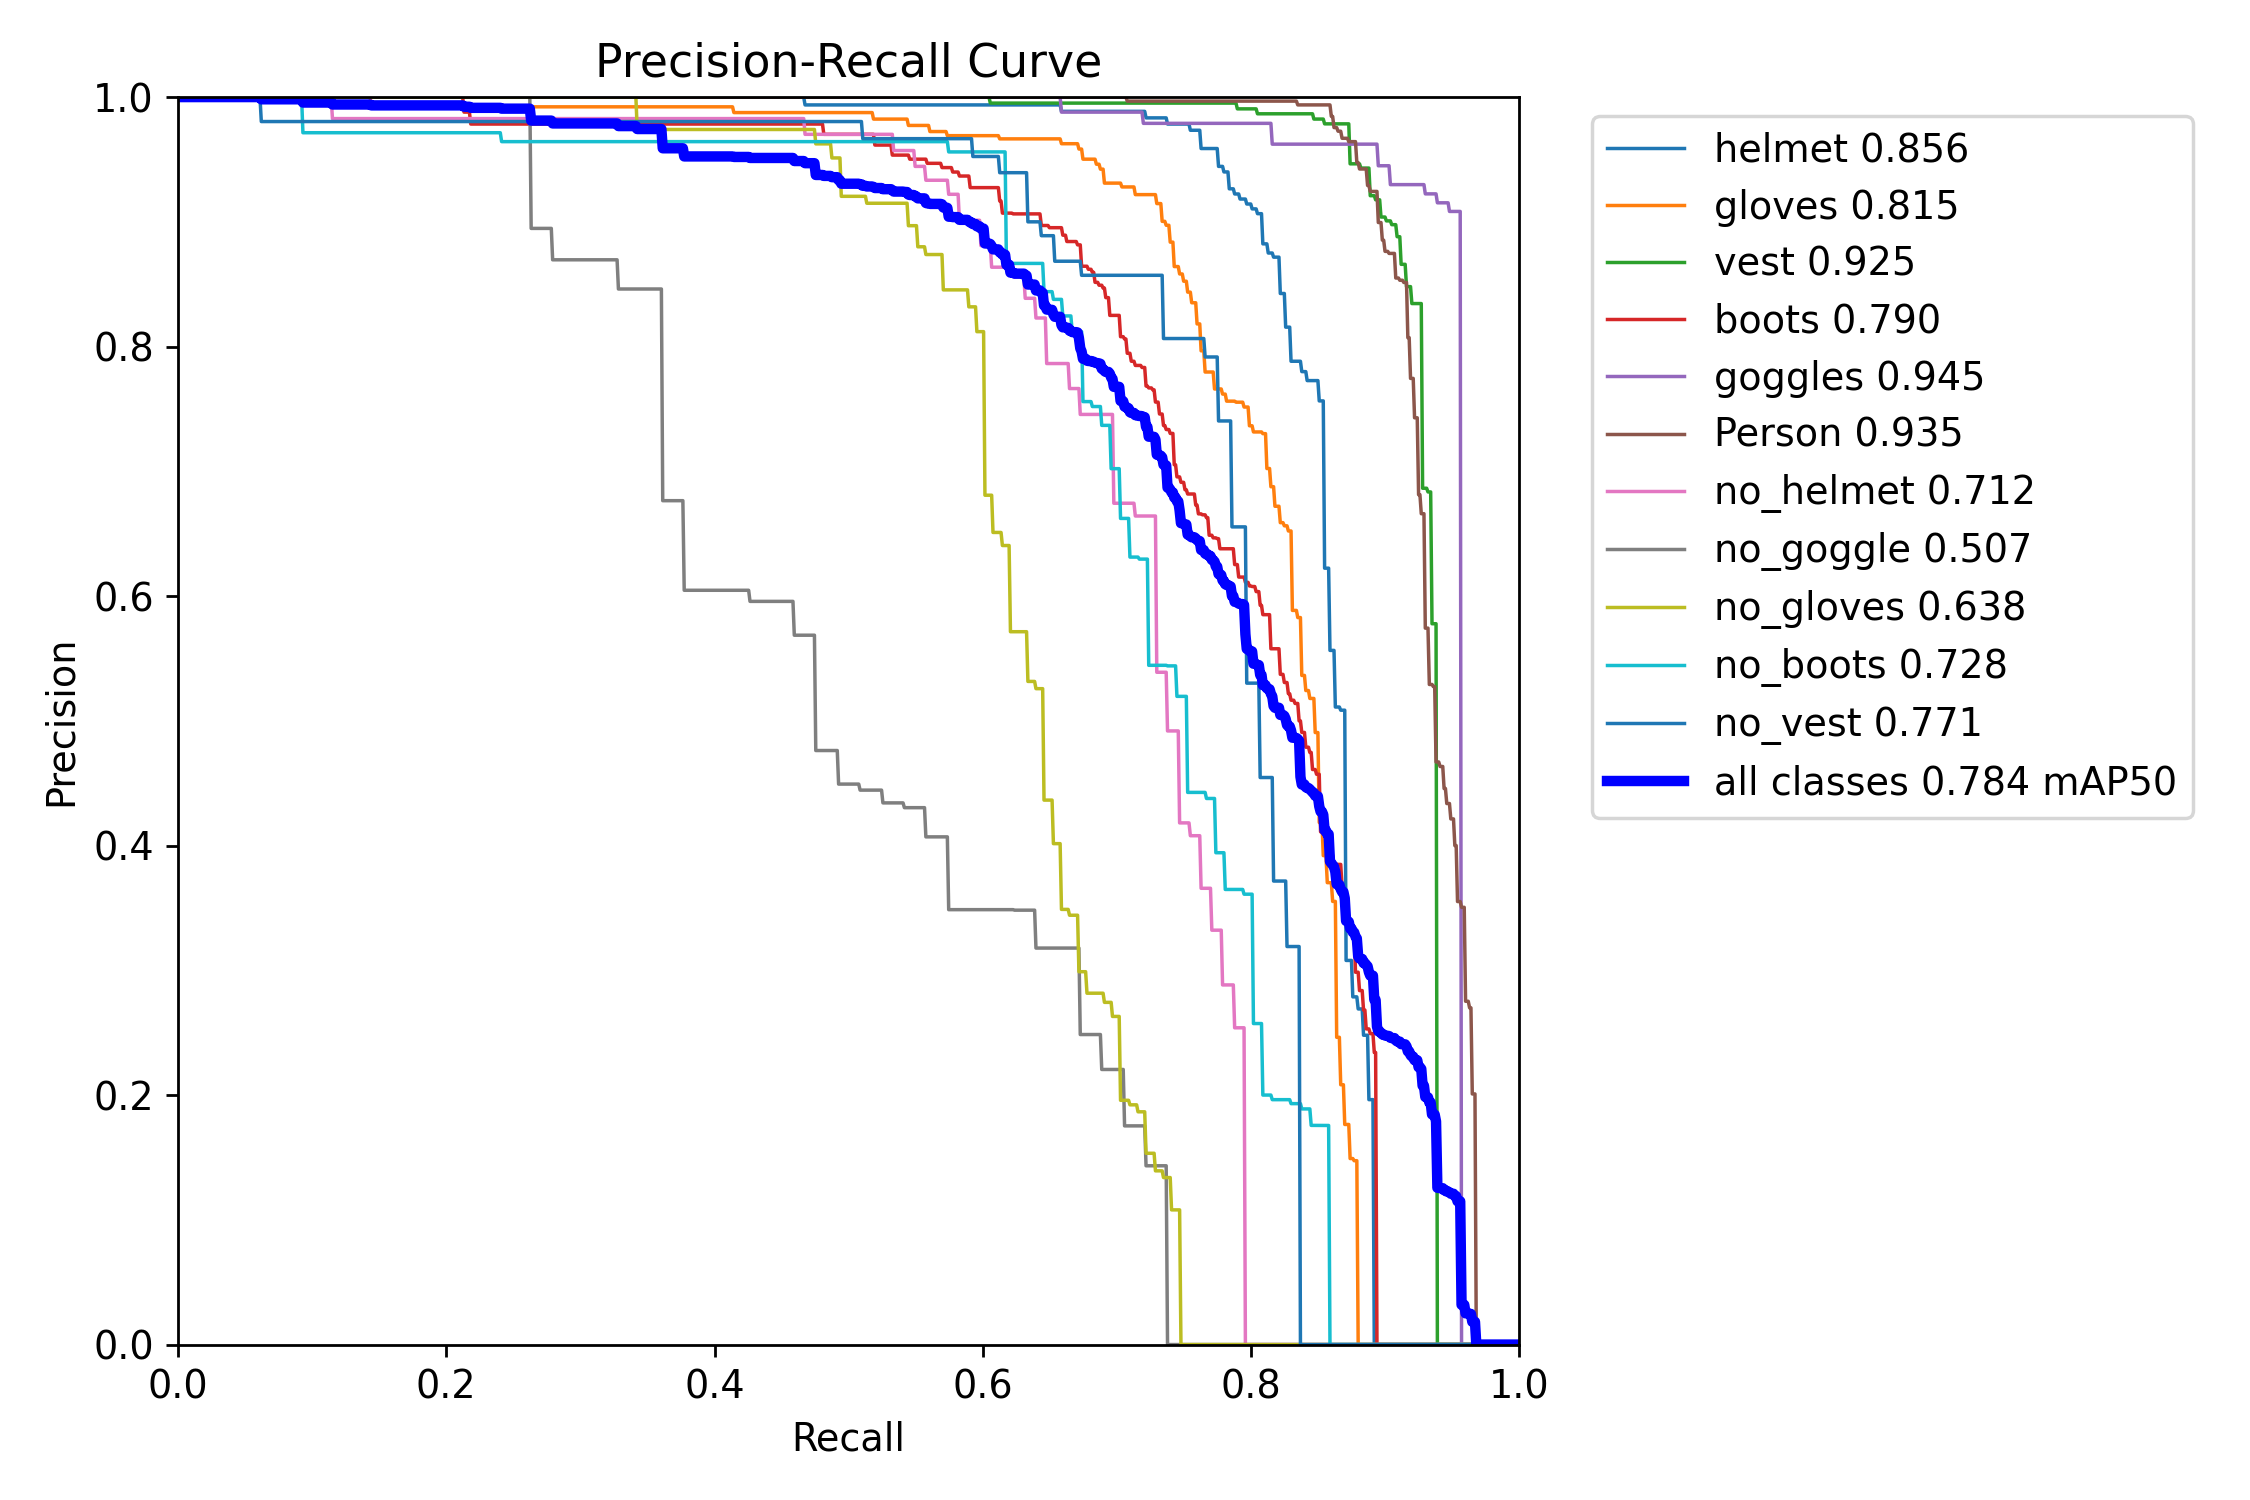 Precision-Recall Curve
1.0
0.8
0.6
0.4
0.2
0.0
Precision
0.0 0.2 0.4 0.6 0.8 1.0
Recall
helmet 0.856
gloves 0.815
vest 0.925
boots 0.790
goggles 0.945
Person 0.935
no_helmet 0.712
no_goggle 0.507
no_gloves 0.638
no_boots 0.728
no_vest 0.771
all classes 0.784 mAP50